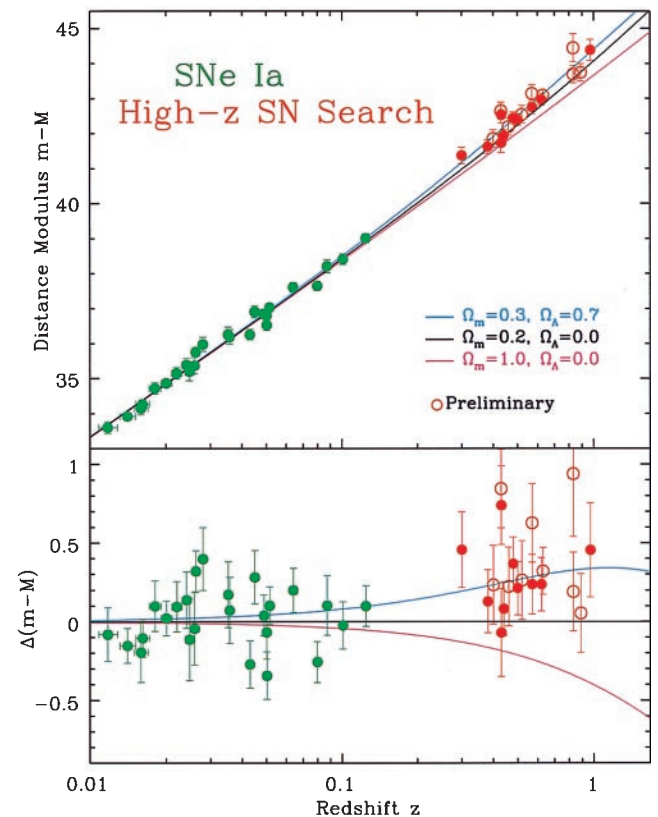 45
SNe Ia
High-z SN Search
40
Distance Modulus m-M
Ωm=0.3, ΩΛ=0.7
Ωm=0.2, ΩΛ=0.0
Ωm=1.0, ΩΛ=0.0
35
Preliminary
1
0.5
Δ(m-M)
0
-0.5
0.01
0.1
1
Redshift z